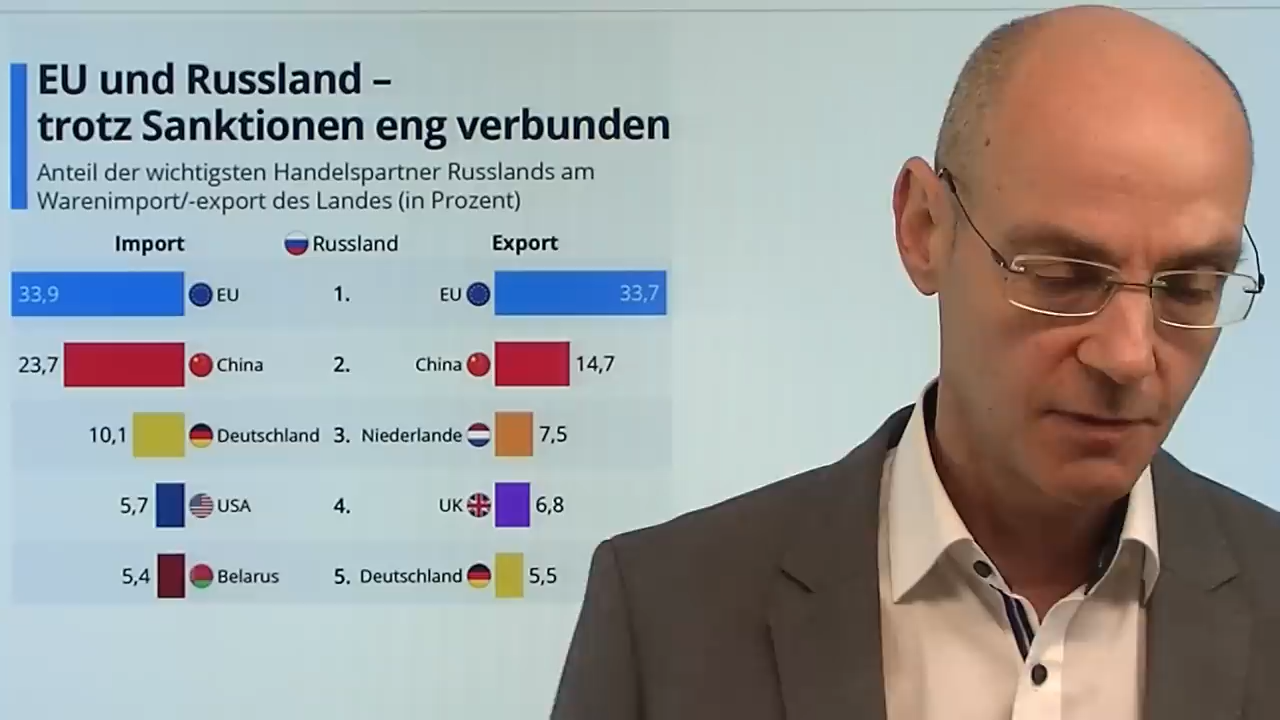 EU und Russland –
trotz Sanktionen eng verbunden
Anteil der wichtigsten Handelspartner Russlands am
Warenimport/-export des Landes (in Prozent)
Import Russland Export
33,9 EU 1. EU 33,7
23,7 China 2. China 14,7
10,1 Deutschland 3. Niederlande 7,5
5,7 USA 4. UK 6,8
5,4 Belarus 5. Deutschland 5,5